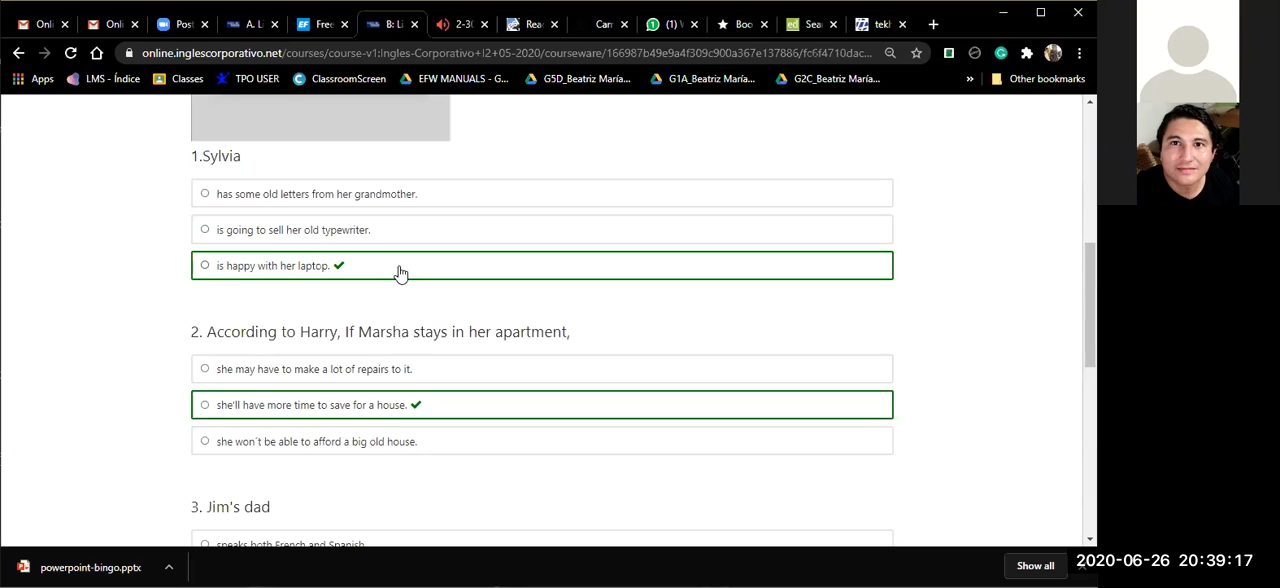 Onli
Onli
Post
A. Li
Free
B: Li
2-3(
Rea
Can
(1)
Boo
Sea
tekh
online.inglescorporativo.net/courses/course-v1:Ingles-Corporativo+I2+05-2020/courseware/166987b49e9a4f309c900a367e137886/fc6f4710dac...
Apps
LMS - Índice
Classes
TPO USER
ClassroomScreen
EFW MANUALS - G...
G5D_Beatriz María...
G1A_Beatriz María...
G2C_Beatriz María...
»
Other bookmarks
1.Sylvia
has some old letters from her grandmother.
is going to sell her old typewriter.
is happy with her laptop.
2. According to Harry, If Marsha stays in her apartment,
she may have to make a lot of repairs to it.
she'll have more time to save for a house.
she won´t be able to afford a big old house.
3. Jim's dad
speaks both French and Spanish
powerpoint-bingo.pptx
Show all
2020-06-26 20:39:17